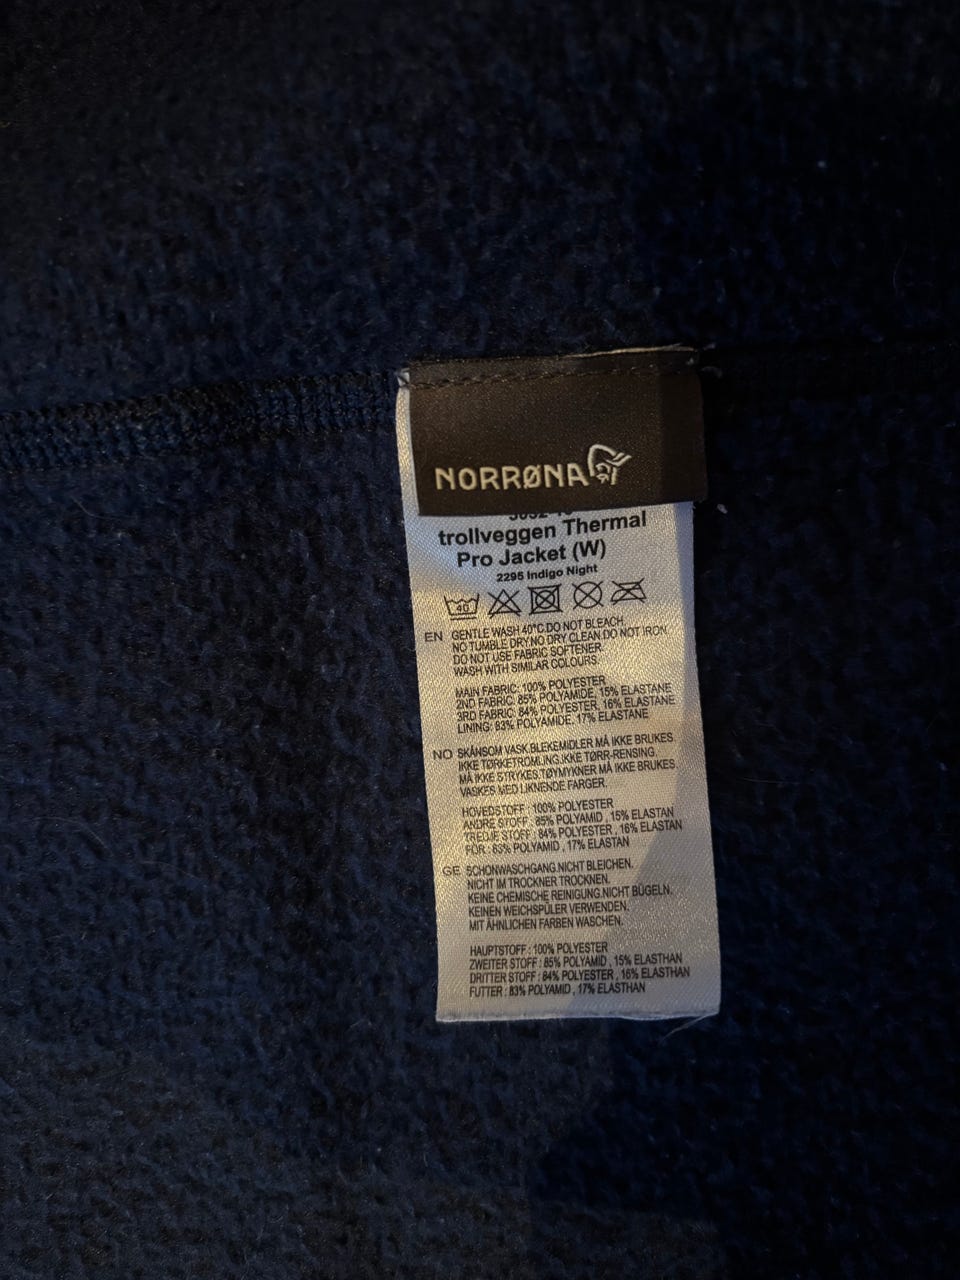 NORRØNA
trollveggen Thermal
Pro Jacket (W)
2295 Indigo Night
40
EN GENTLE WASH 40°C.DO NOT BLEACH.
NO TUMBLE DRY.NO DRY CLEAN.DO NOT IRON.
DO NOT USE FABRIC SOFTENER.
WASH WITH SIMILAR COLOURS.
MAIN FABRIC: 100% POLYESTER
2ND FABRIC: 85% POLYAMIDE, 15% ELASTANE
3RD FABRIC: 84% POLYESTER, 16% ELASTANE
LINING: 83% POLYAMIDE, 17% ELASTANE
NO SKÅNSOM VASK.BLEKEMIDLER MÅ IKKE BRUKES.
IKKE TØRKETROMLING.IKKE TØRR-RENSING.
MÅ IKKE STRYKES.TØYMYKNER MÅ IKKE BRUKES.
VASKES MED LIKNENDE FARGER.
HOVEDSTOFF : 100% POLYESTER
ANDRE STOFF : 85% POLYAMID , 15% ELASTAN
TREDJE STOFF : 84% POLYESTER , 16% ELASTAN
FÔR : 83% POLYAMID , 17% ELASTAN
GE SCHONWASCHGANG.NICHT BLEICHEN.
NICHT IM TROCKNER TROCKNEN.
KEINE CHEMISCHE REINIGUNG.NICHT BÜGELN.
KEINEN WEICHSPÜLER VERWENDEN.
MIT ÄHNLICHEN FARBEN WASCHEN.
HAUPTSTOFF : 100% POLYESTER
ZWEITER STOFF : 85% POLYAMID , 15% ELASTHAN
DRITTER STOFF : 84% POLYESTER , 16% ELASTHAN
FUTTER : 83% POLYAMID , 17% ELASTHAN